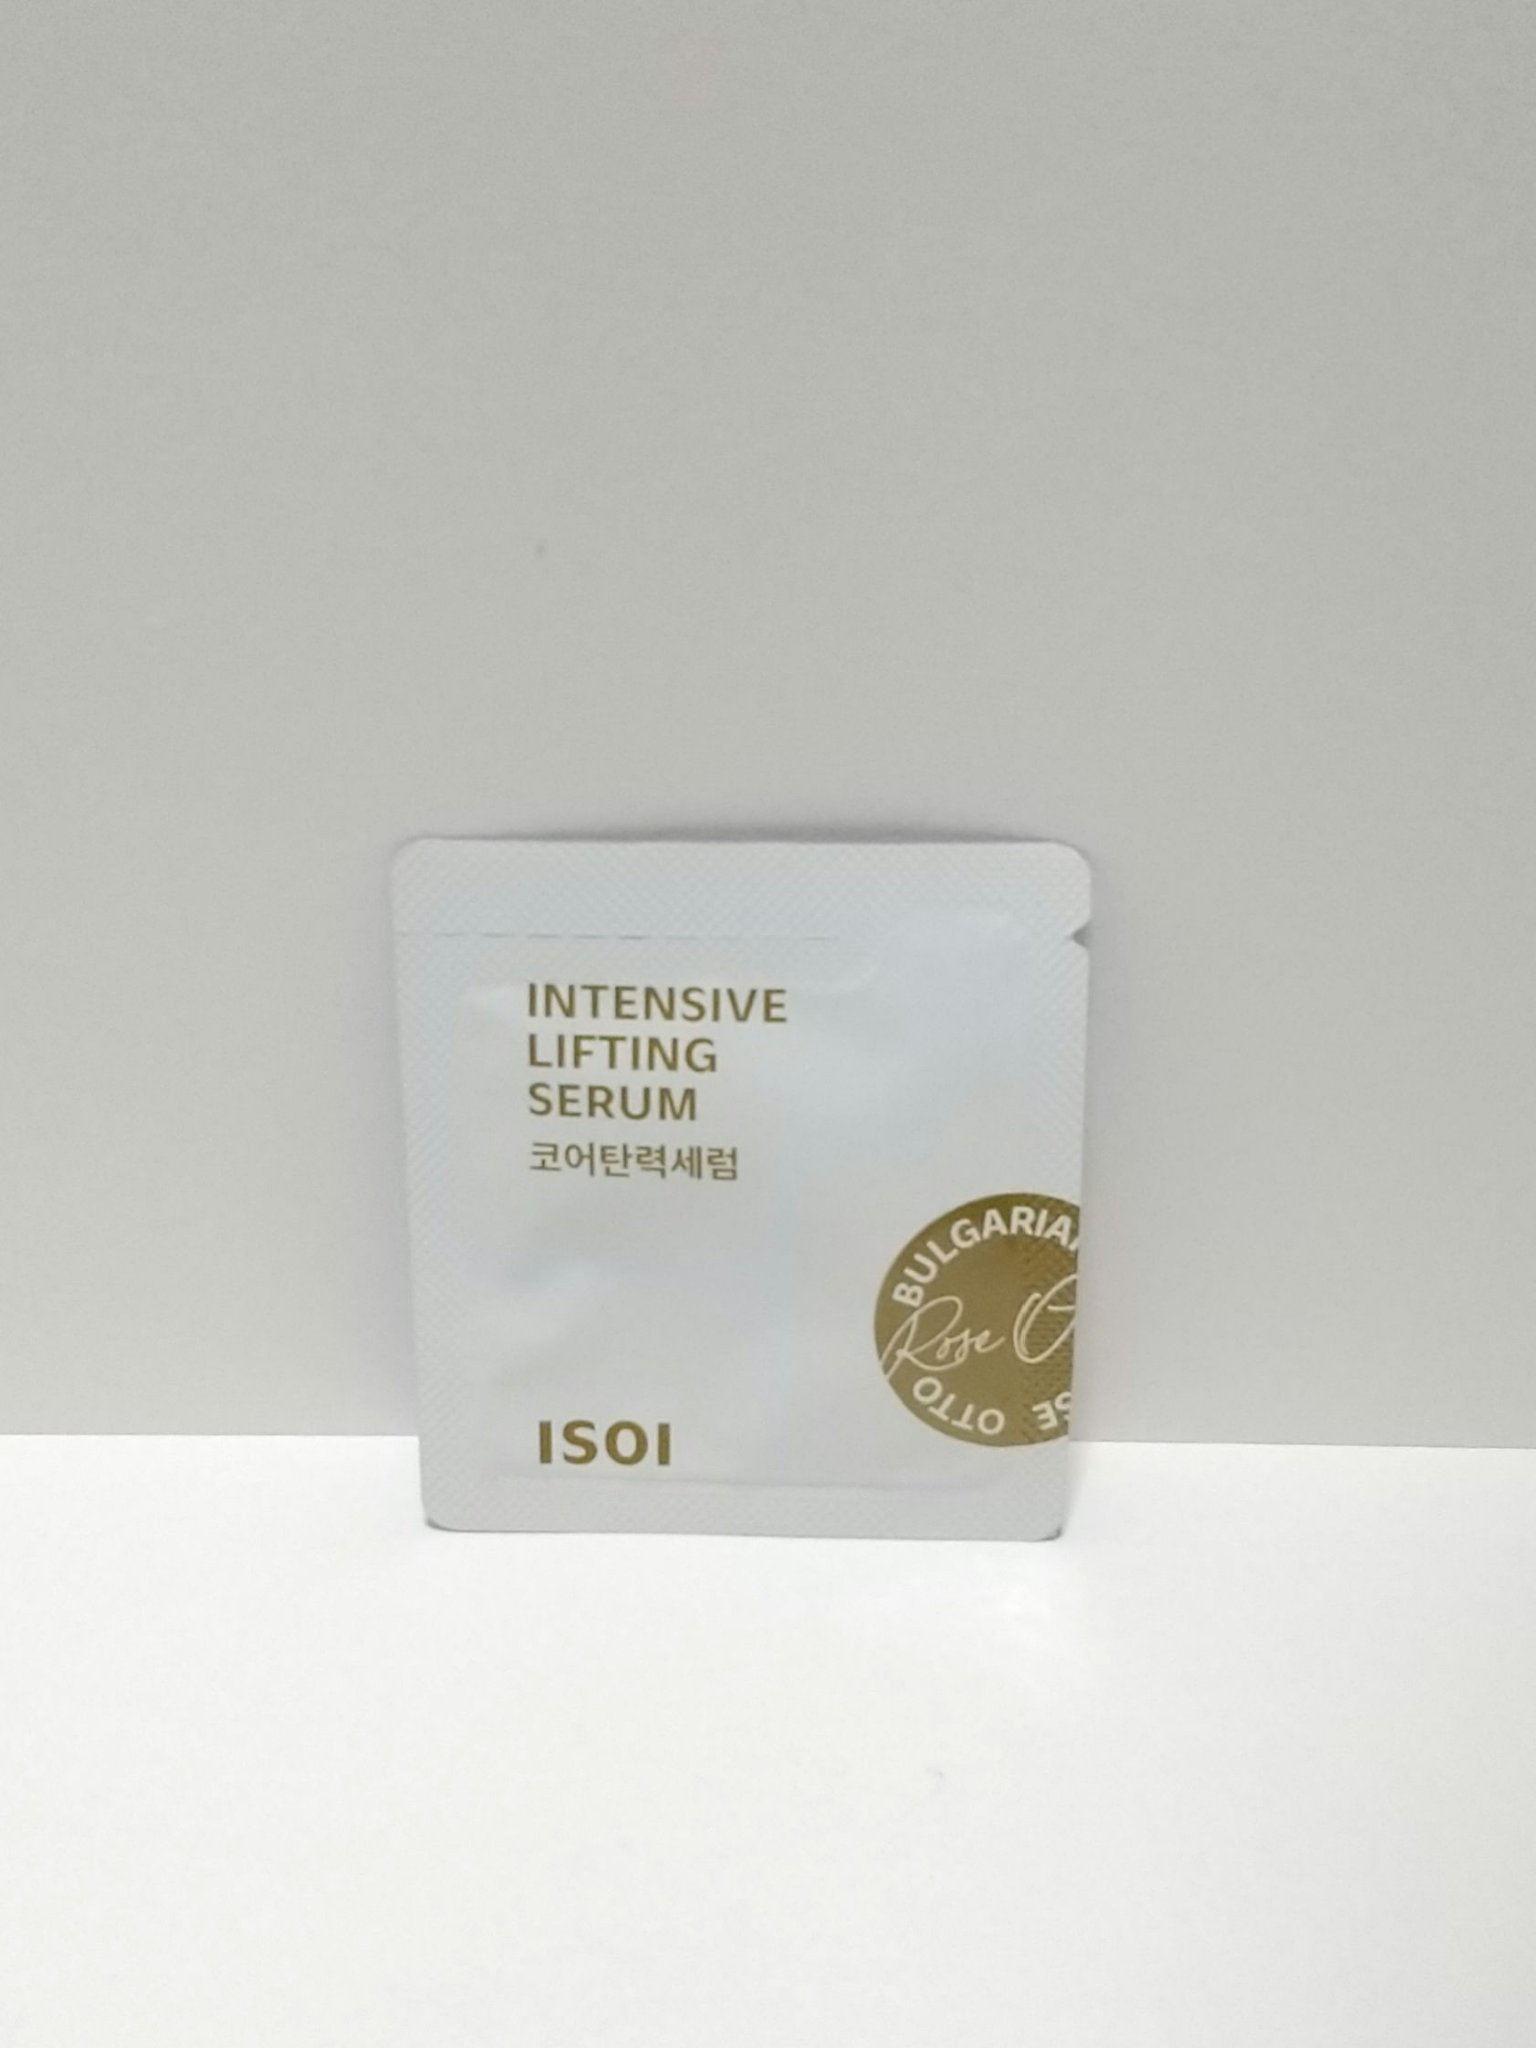 INTENSIVE
LIFTING
SERUM
코어탄력세럼
BULGARIAN
Rose
OTTO
ISOI